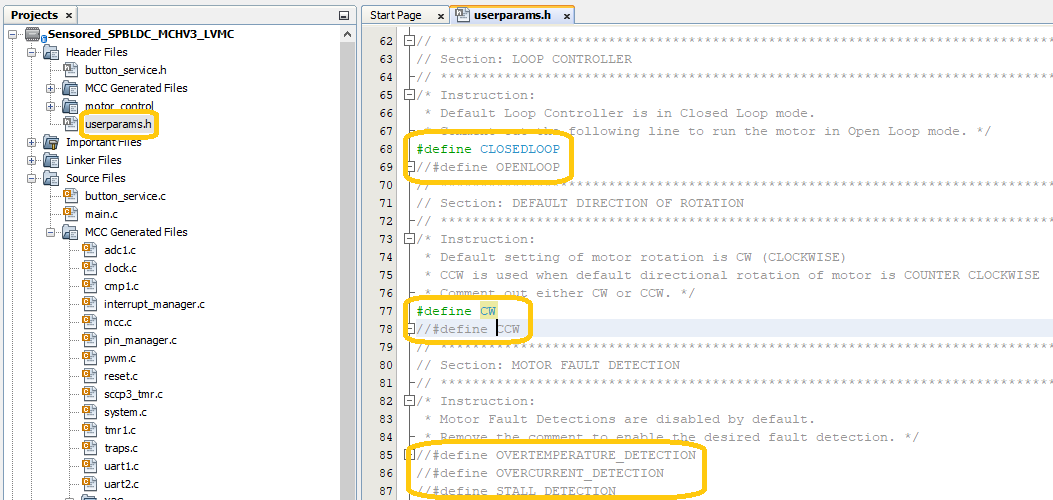 Projects ×
Sensored_SPBLDC_MCHV3_LVMC
Header Files
button_service.h
MCC Generated Files
motor_control
userparams.h
Important Files
Linker Files
Source Files
button_service.c
main.c
MCC Generated Files
adc1.c
clock.c
cmp1.c
interrupt_manager.c
mcc.c
pin_manager.c
pwm.c
reset.c
sccp3_tmr.c
system.c
tmr1.c
traps.c
uart1.c
uart2.c
Start Page × userparams.h ×
62 // ******************************************************************************
63 // Section: LOOP CONTROLLER
64 // ******************************************************************************
65 /* Instruction:
66 * Default Loop Controller is in Closed Loop mode.
67 * Comment out the following line to run the motor in Open Loop mode. */
68 #define CLOSEDLOOP
69 //#define OPENLOOP
70 // ******************************************************************************
71 // Section: DEFAULT DIRECTION OF ROTATION
72 // ******************************************************************************
73 /* Instruction:
74 * Default setting of motor rotation is CW (CLOCKWISE)
75 * CCW is used when default directional rotation of motor is COUNTER CLOCKWISE
76 * Comment out either CW or CCW. */
77 #define CW
78 //#define CCW
79 // ******************************************************************************
80 // Section: MOTOR FAULT DETECTION
81 // ******************************************************************************
82 /* Instruction:
83 * Motor Fault Detections are disabled by default.
84 * Remove the comment to enable the desired fault detection. */
85 //#define OVERTEMPERATURE_DETECTION
86 //#define OVERCURRENT_DETECTION
87 //#define STALL_DETECTION